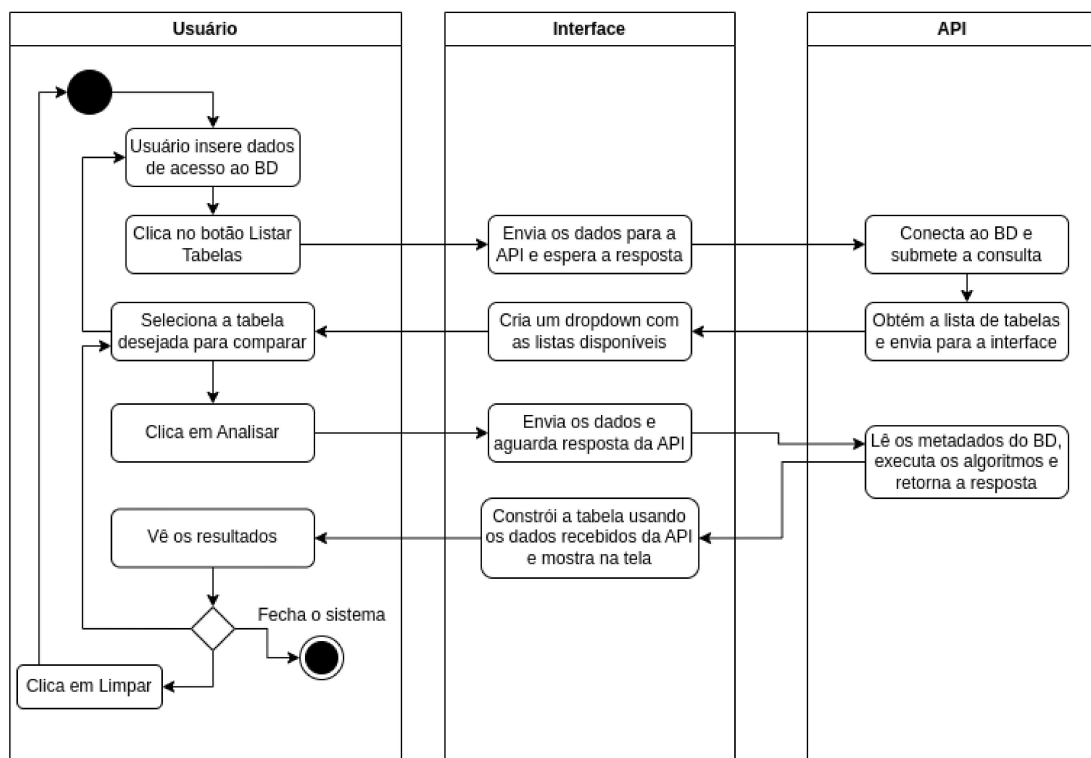 Usuário
Interface
API
Usuário insere dados
de acesso ao BD
Clica no botão Listar
Tabelas
Envia os dados para a
API e espera a resposta
Conecta ao BD e
submete a consulta
Seleciona a tabela
desejada para comparar
Cria um dropdown com
as listas disponíveis
Obtém a lista de tabelas
e envia para a interface
Clica em Analisar
Envia os dados e
aguarda resposta da API
Lê os metadados do BD,
executa os algoritmos e
retorna a resposta
Vê os resultados
Constrói a tabela usando
os dados recebidos da API
e mostra na tela
Fecha o sistema
Clica em Limpar